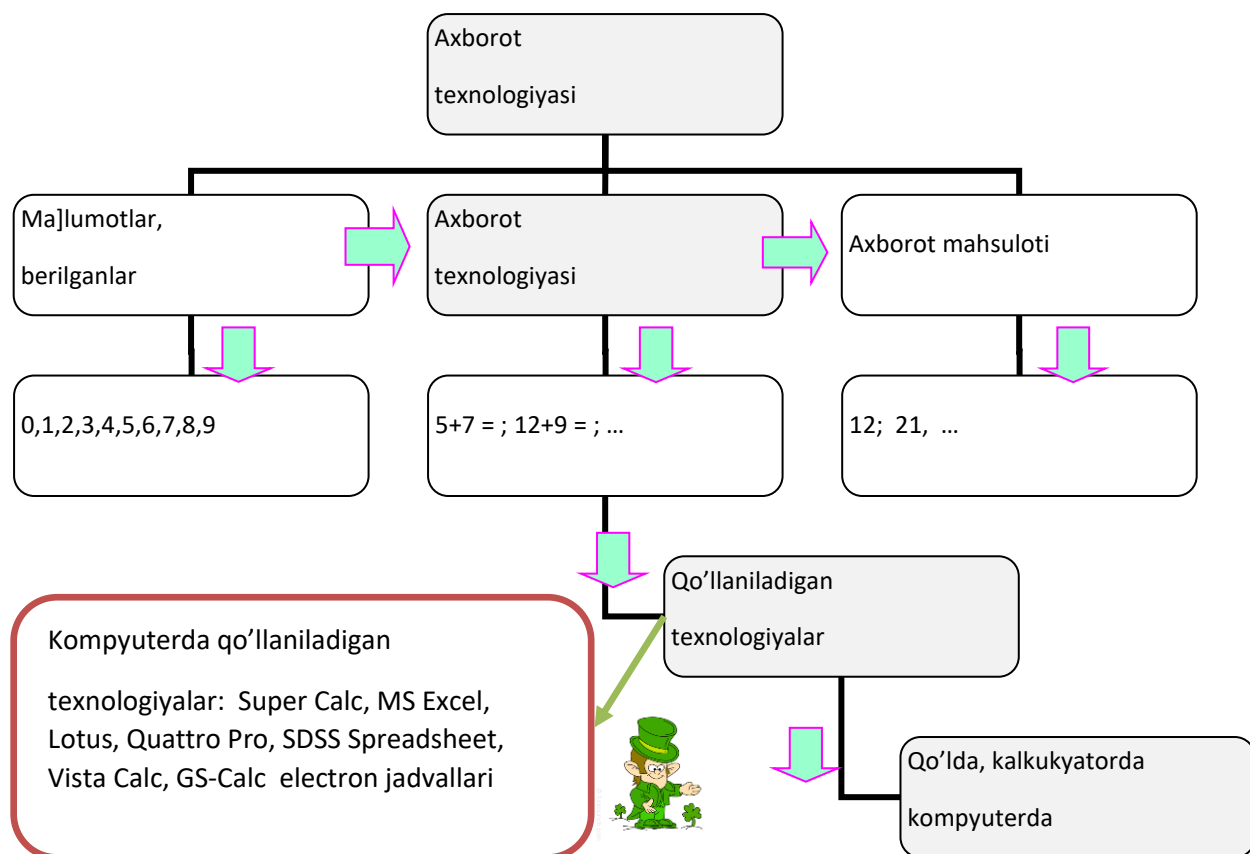 Axborot
texnologiyasi
Ma]lumotlar,
berilganlar
Axborot
texnologiyasi
Axborot mahsuloti
0,1,2,3,4,5,6,7,8,9
5+7 = ; 12+9 = ; ...
12;  21,  ...
Qo’llaniladigan
texnologiyalar
Kompyuterda qo’llaniladigan
texnologiyalar:  Super Calc, MS Excel,
Lotus, Quattro Pro, SDSS Spreadsheet,
Vista Calc, GS-Calc  electron jadvallari
Qo’lda, kalkukyatorda
kompyuterda